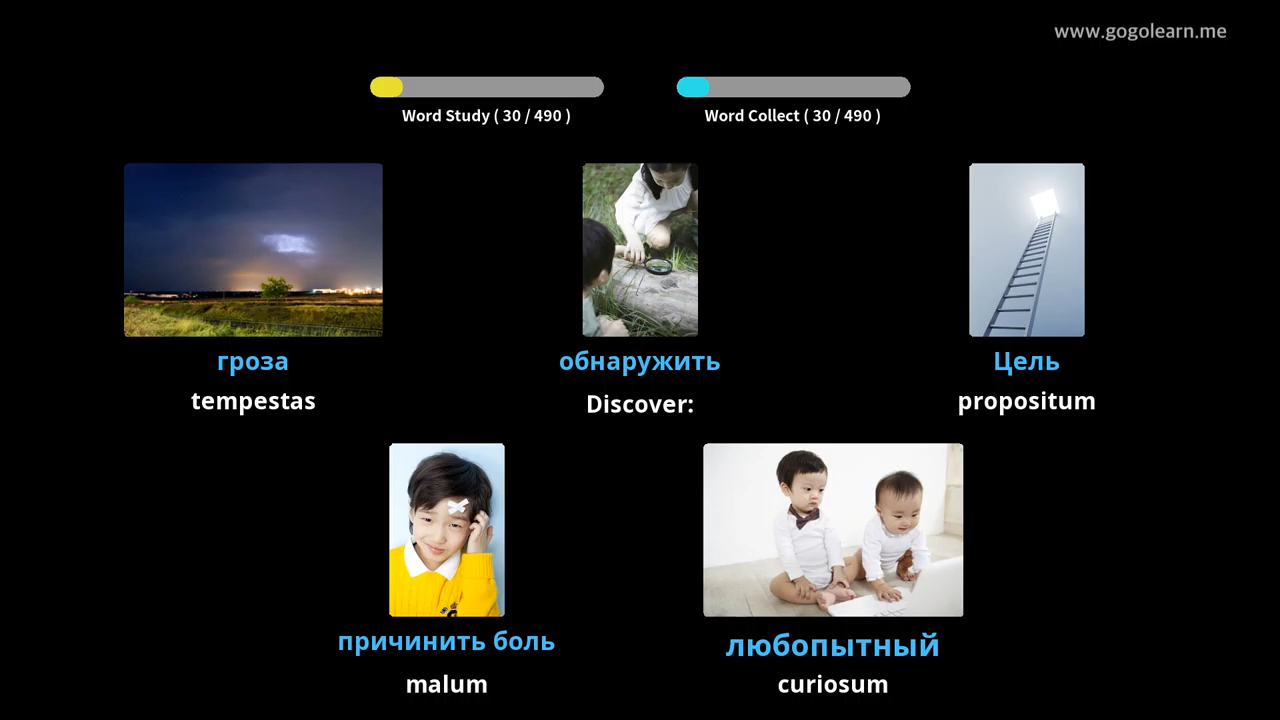 www.gogolearn.me
Word Study ( 30 / 490 )
Word Collect ( 30 / 490 )
гроза
tempestas
обнаружить
Discover:
Цель
propositum
причинить боль
malum
любопытный
curiosum